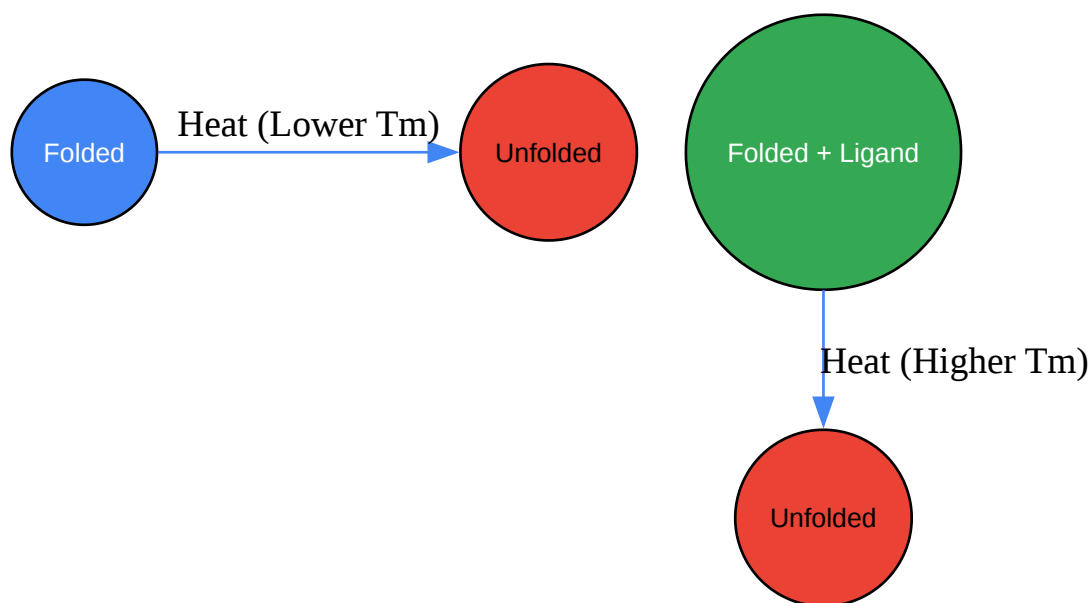 Heat (Lower Tm)
Folded
Unfolded
Folded + Ligand
Heat (Higher Tm)
Unfolded